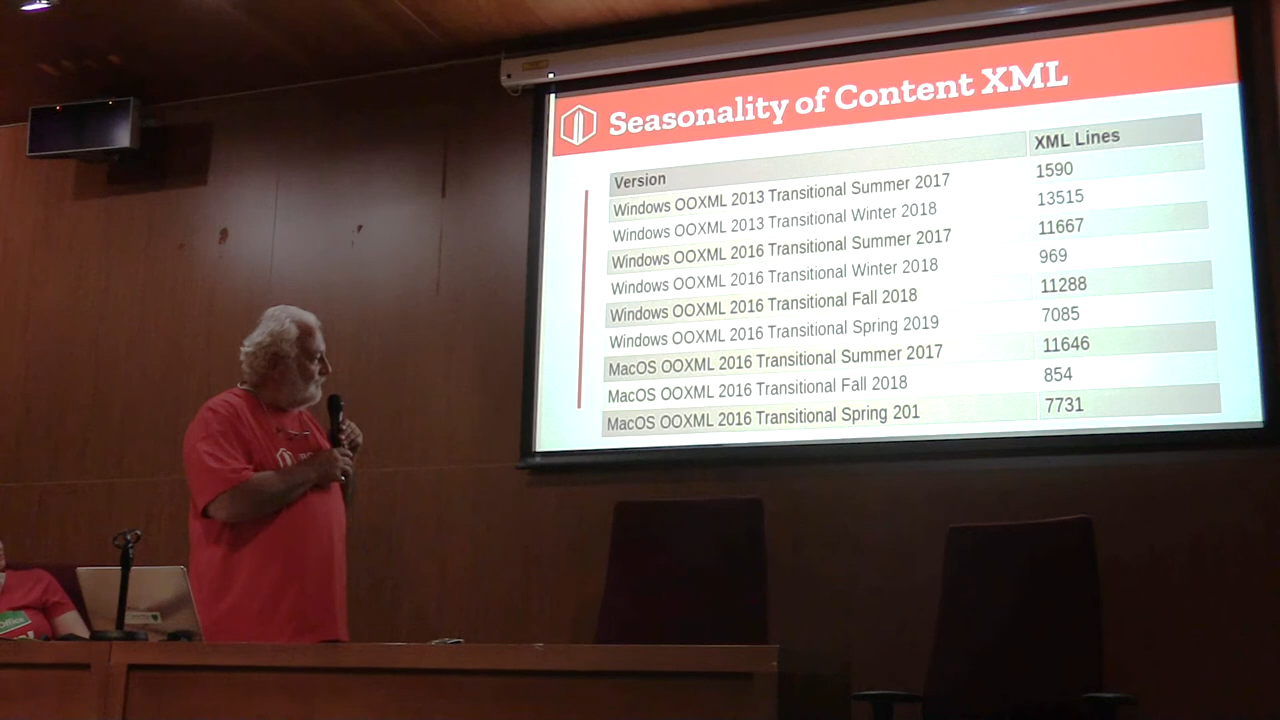 Seasonality of Content XML
Version XML Lines
Windows OOXML 2013 Transitional Summer 2017 1590
Windows OOXML 2013 Transitional Winter 2018 13515
Windows OOXML 2016 Transitional Summer 2017 11667
Windows OOXML 2016 Transitional Winter 2018 969
Windows OOXML 2016 Transitional Fall 2018 11288
Windows OOXML 2016 Transitional Spring 2019 7085
MacOS OOXML 2016 Transitional Summer 2017 11646
MacOS OOXML 2016 Transitional Fall 2018 854
MacOS OOXML 2016 Transitional Spring 201 7731
Office